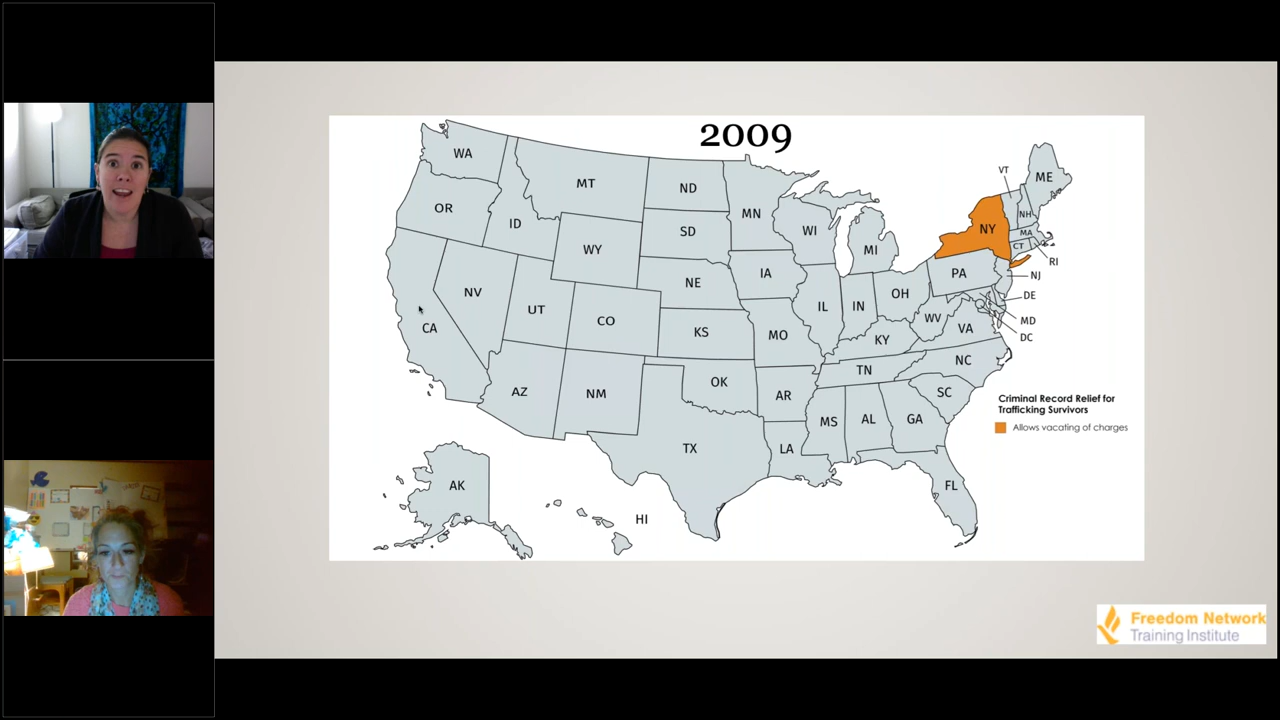 2009
WA
MT
ND
MN
VT
ME
OR
ID
SD
WI
NY
NH
MA
CT
WY
MI
RI
NV
NE
IA
PA
NJ
UT
CO
IL
IN
OH
DE
CA
KS
MO
KY
WV
VA
MD
DC
AZ
NM
OK
AR
TN
NC
SC
MS
AL
GA
TX
LA
AK
HI
FL
Criminal Record Relief for
Trafficking Survivors
Allows vacating of charges
Freedom Network
Training Institute